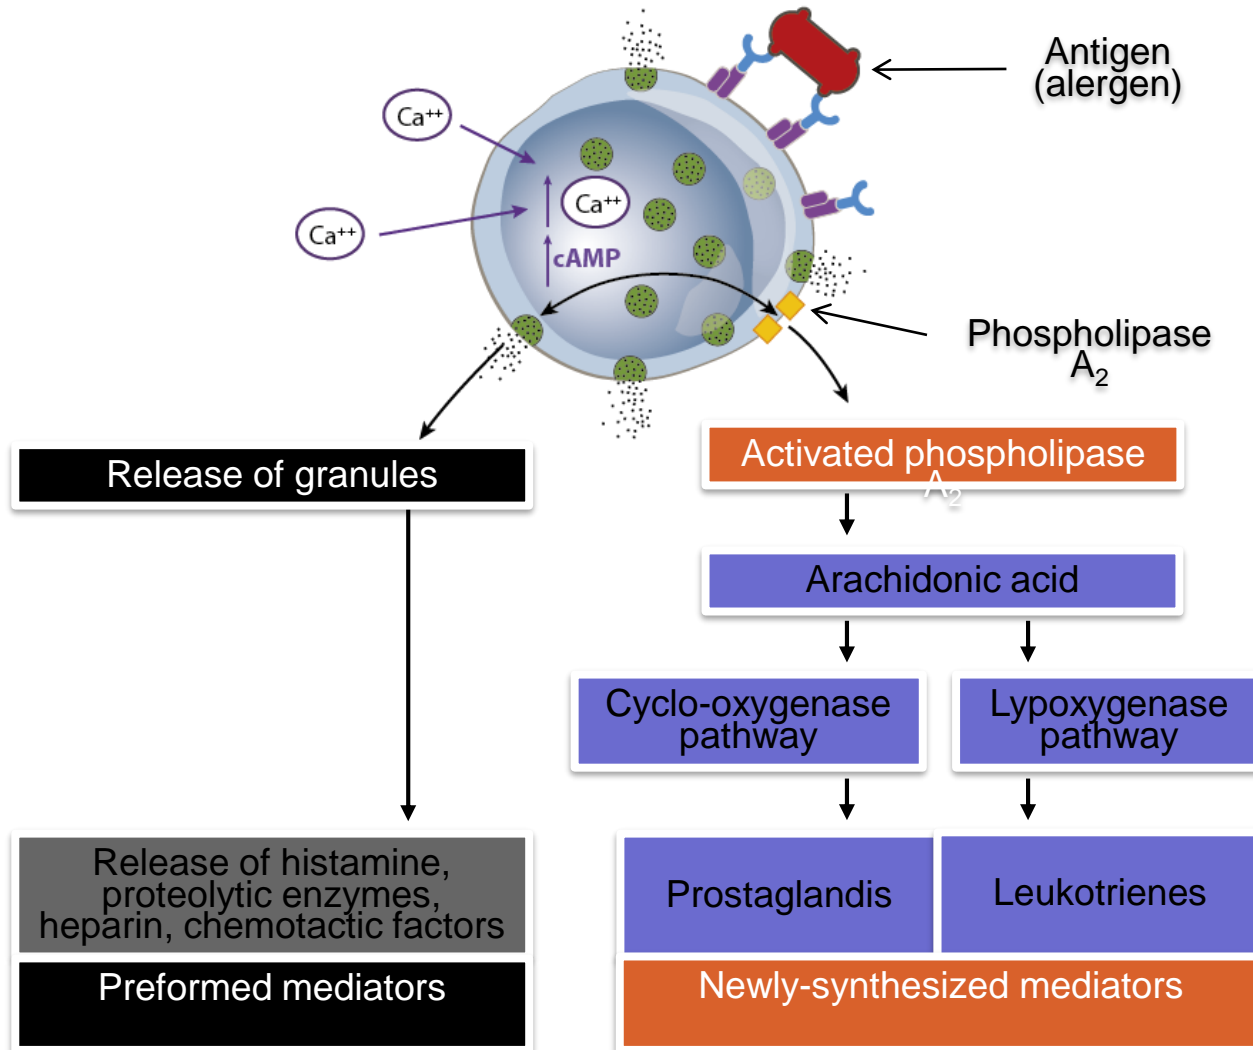 Antigen
(alergen)
Ca⁺⁺
Ca⁺⁺
Ca⁺⁺
cAMP
Phospholipase
A₂
Release of granules
Activated phospholipase
A₂
Arachidonic acid
Cyclo-oxygenase
pathway
Lypoxygenase
pathway
Release of histamine,
proteolytic enzymes,
heparin, chemotactic factors
Prostaglandis
Leukotrienes
Preformed mediators
Newly-synthesized mediators